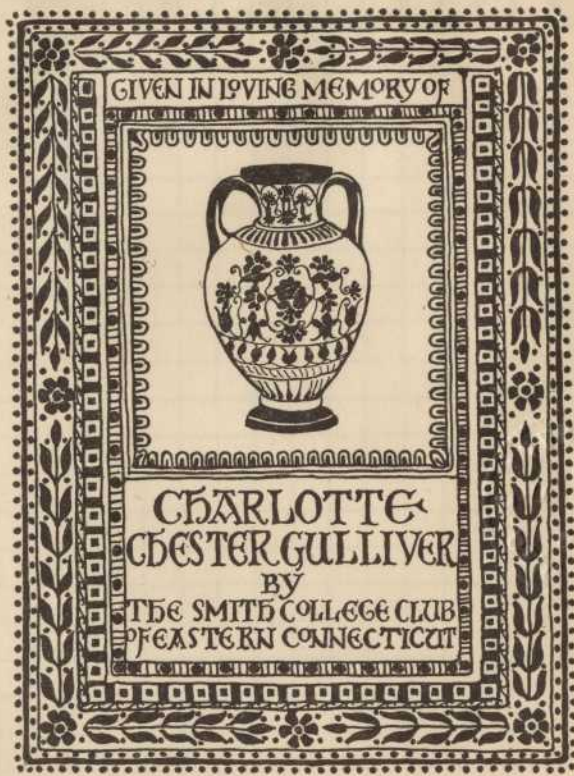 GIVEN IN LOVING MEMORY OF
CHARLOTTE
CHESTER GULLIVER
BY
THE SMITH COLLEGE CLUB
OF EASTERN CONNECTICUT